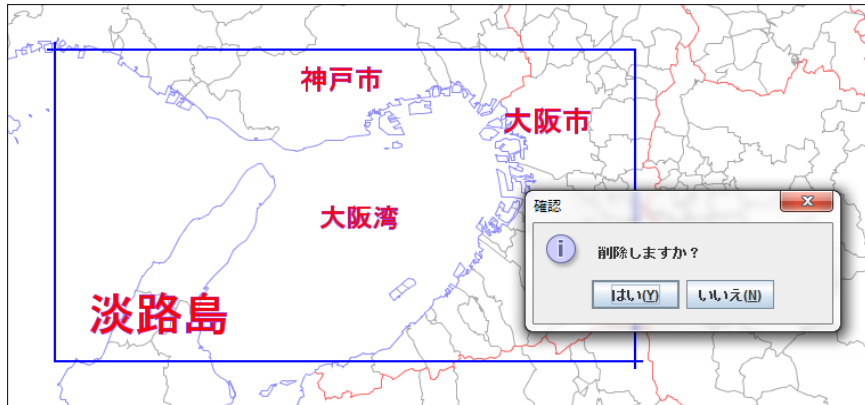 神戸市
大阪市
大阪湾
淡路島
確認
削除しますか?
はい(Y)
いいえ(N)